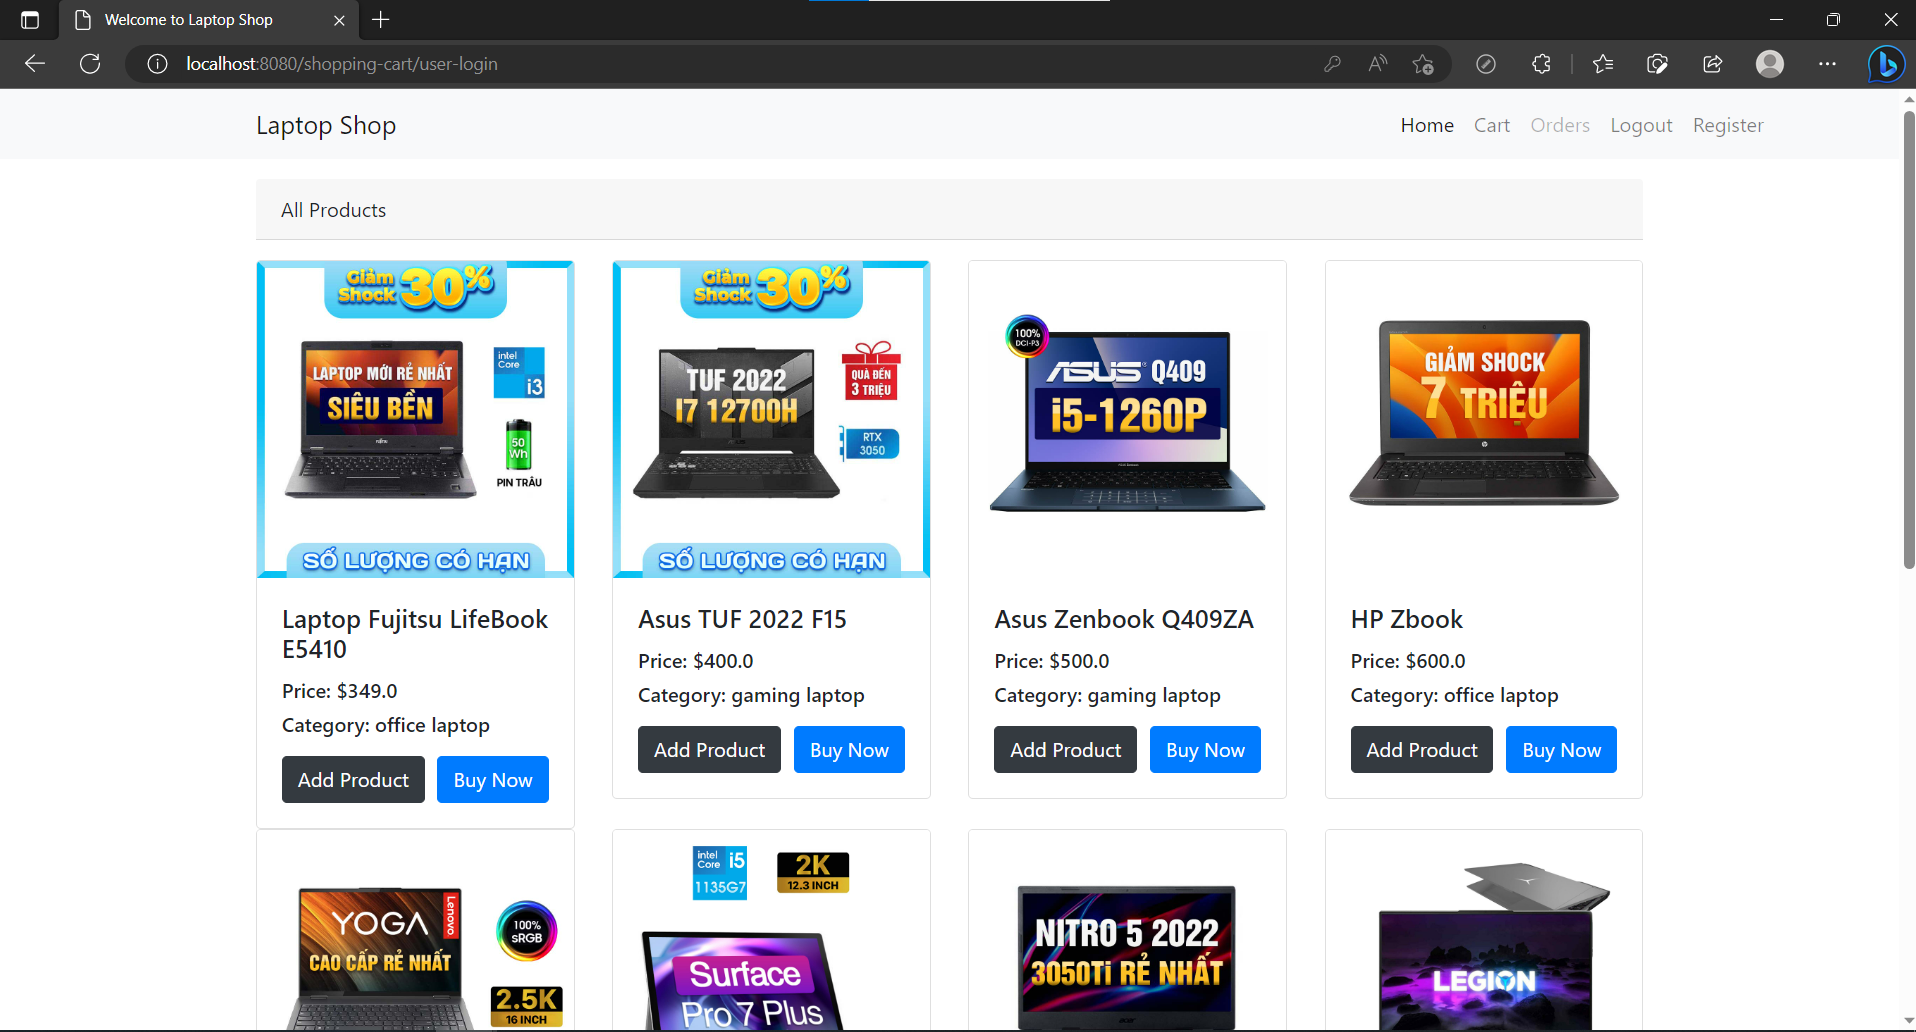 Welcome to Laptop Shop
localhost:8080/shopping-cart/user-login
Laptop Shop
Home
Cart
Orders
Logout
Register
All Products
Giảm
Shock 30%
LAPTOP MỚI RẺ NHẤT
SIÊU BỀN
intel
Core
i3
50
Wh
PIN TRÂU
SỐ LƯỢNG CÓ HẠN
Laptop Fujitsu LifeBook
E5410
Price: $349.0
Category: office laptop
Add Product
Buy Now
Giảm
Shock 30%
TUF 2022
I7 12700H
QUÀ ĐẾN
3 TRIỆU
RTX
3050
SỐ LƯỢNG CÓ HẠN
Asus TUF 2022 F15
Price: $400.0
Category: gaming laptop
Add Product
Buy Now
100%
DCI-P3
ASUS Q409
i5-1260P
Asus Zenbook Q409ZA
Price: $500.0
Category: gaming laptop
Add Product
Buy Now
GIẢM SHOCK
7 TRIỆU
HP Zbook
Price: $600.0
Category: office laptop
Add Product
Buy Now
YOGA
Lenovo
CAO CẤP RẺ NHẤT
100%
sRGB
2.5K
16 INCH
intel
Core i5
1135G7
2K
12.3 INCH
Surface
Pro 7 Plus
NITRO 5 2022
3050Ti RẺ NHẤT
LEGION